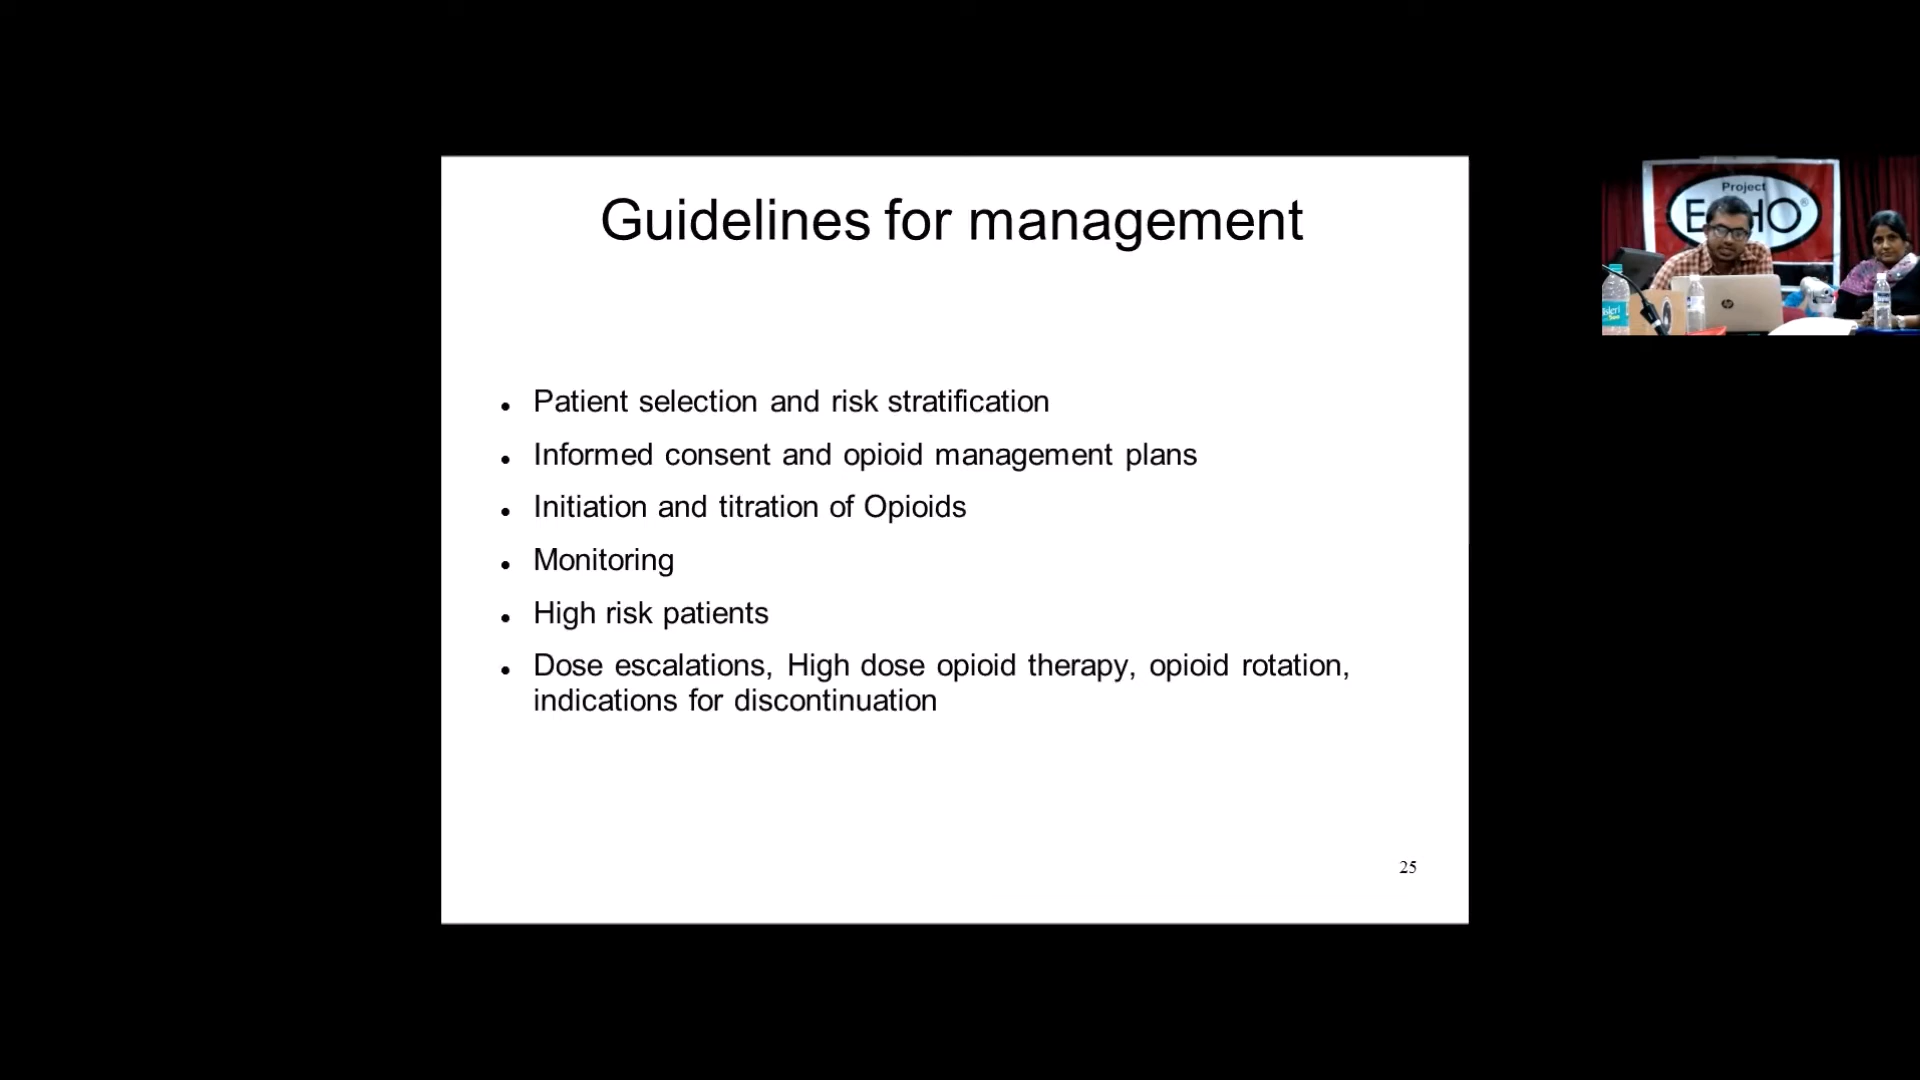 Guidelines for management
Patient selection and risk stratification
Informed consent and opioid management plans
Initiation and titration of Opioids
Monitoring
High risk patients
Dose escalations, High dose opioid therapy, opioid rotation,
indications for discontinuation
25
Project
hp